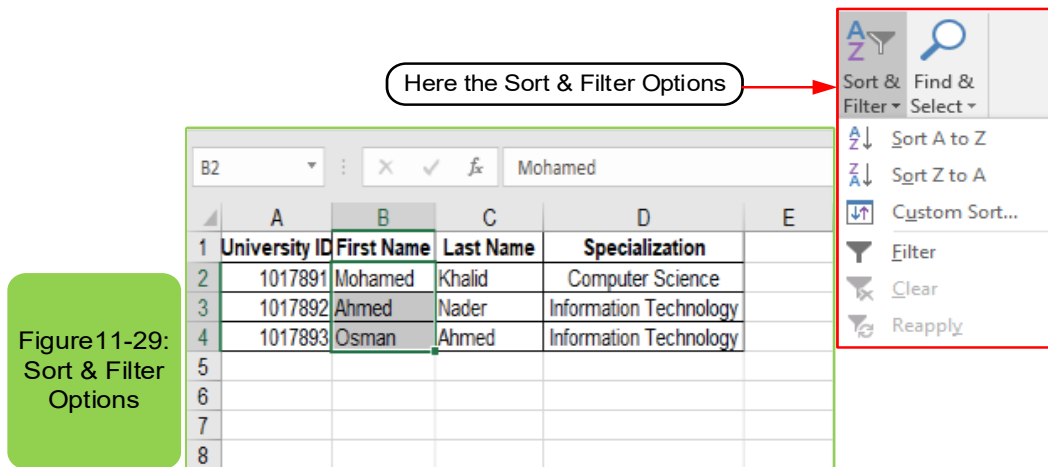 Here the Sort & Filter Options
A
Z
Sort & Find &
Filter Select
Sort A to Z
Sort Z to A
Custom Sort...
Filter
Clear
Reapply
B2 fx Mohamed
A B C D E
1 University ID First Name Last Name Specialization
2 1017891 Mohamed Khalid Computer Science
3 1017892 Ahmed Nader Information Technology
4 1017893 Osman Ahmed Information Technology
5
6
7
8
Figure11-29:
Sort & Filter
Options